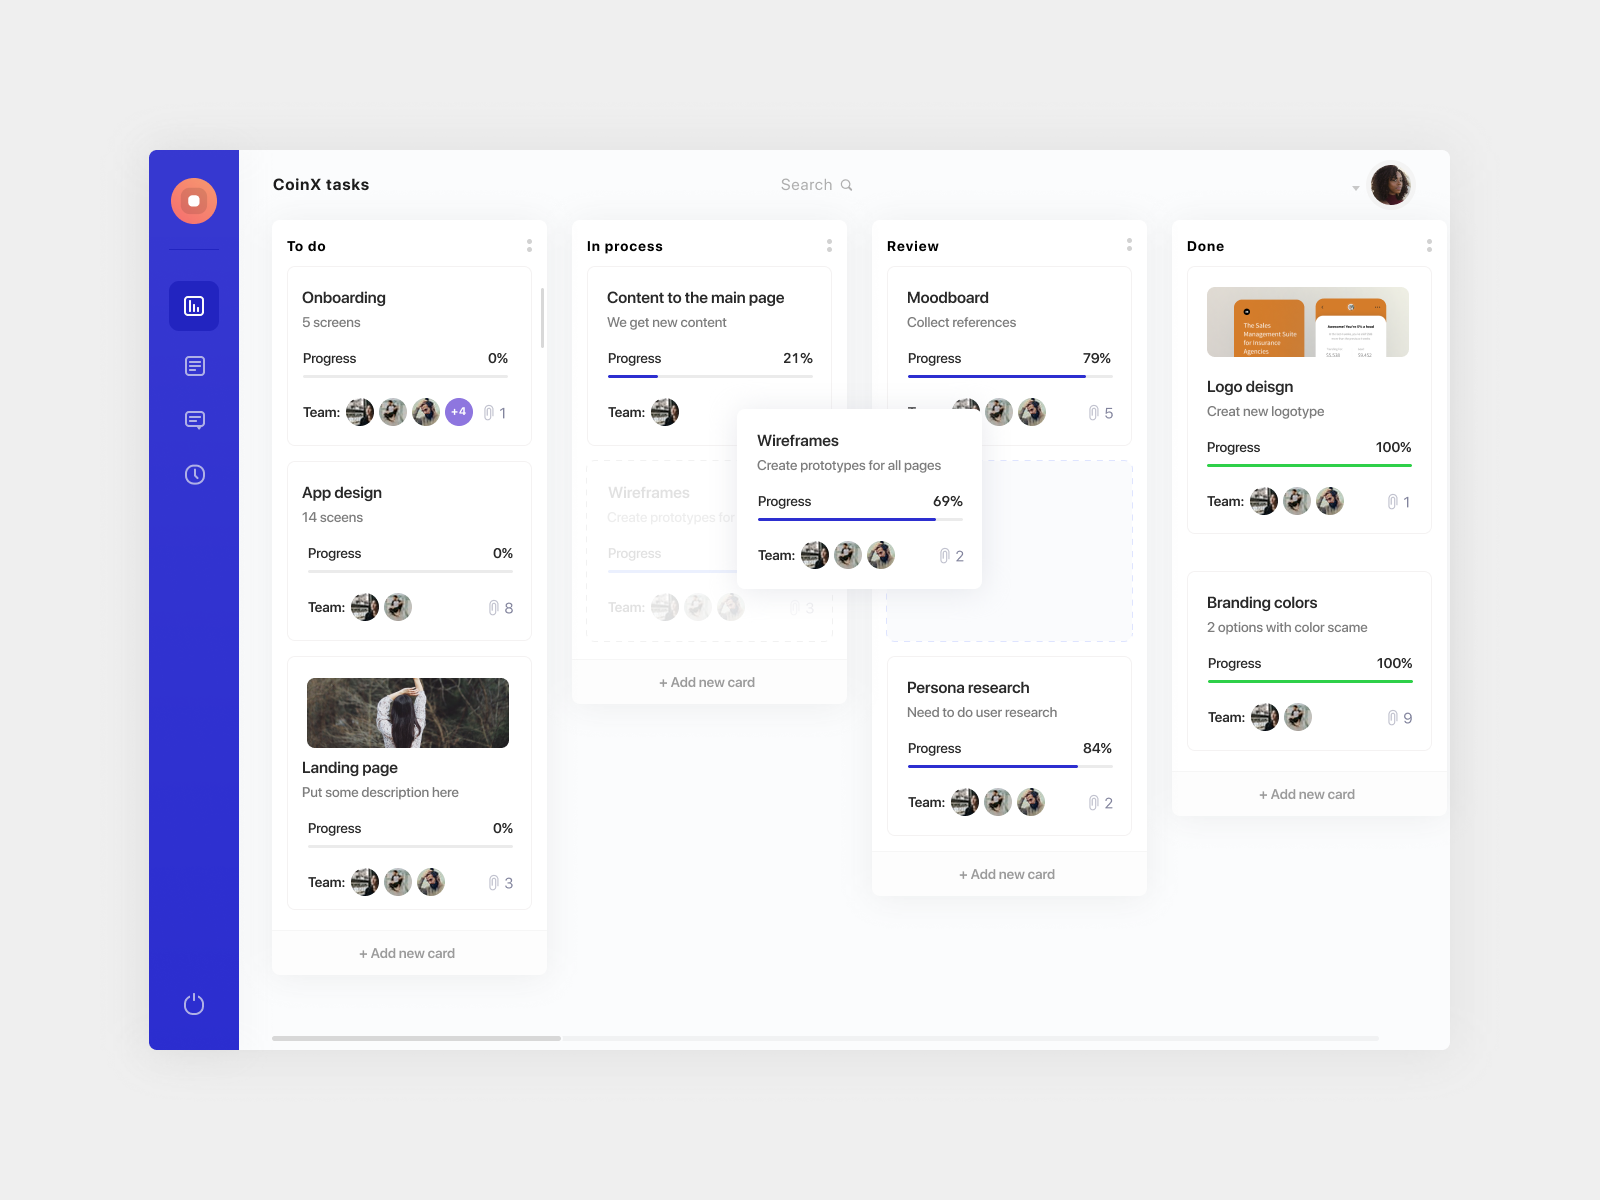 CoinX tasks
Search
To do
Onboarding
5 screens
Progress 0%
Team: +4 1
App design
14 sceens
Progress 0%
Team: 8
Landing page
Put some description here
Progress 0%
Team: 3
+ Add new card
In process
Content to the main page
We get new content
Progress 21%
Team:
Wireframes
Create prototypes for
Progress
Team: 3
+ Add new card
Wireframes
Create prototypes for all pages
Progress 69%
Team: 2
Review
Moodboard
Collect references
Progress 79%
5
Persona research
Need to do user research
Progress 84%
Team: 2
+ Add new card
Done
The Sales
Management Suite
for Insurance
Agencies
Awesome! You're 5% a head
Logo deisgn
Creat new logotype
Progress 100%
Team: 1
Branding colors
2 options with color scame
Progress 100%
Team: 9
+ Add new card